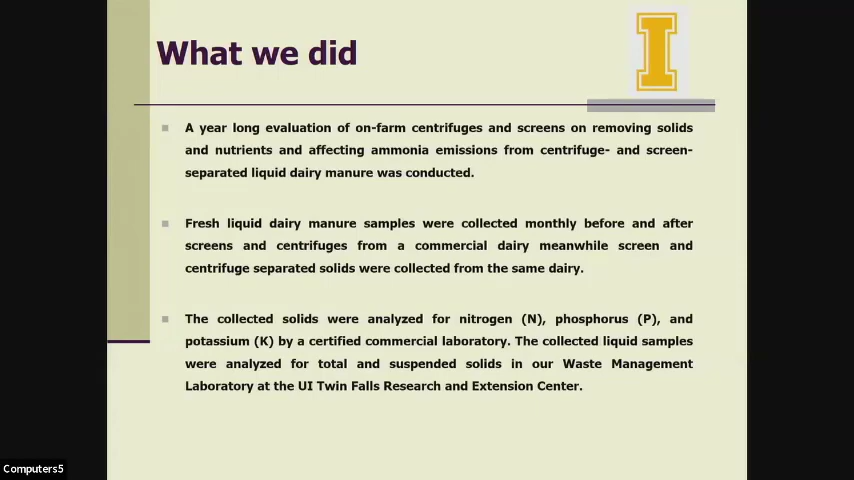 What we did
I
A year long evaluation of on-farm centrifuges and screens on removing solids
and nutrients and affecting ammonia emissions from centrifuge- and screen-
separated liquid dairy manure was conducted.
Fresh liquid dairy manure samples were collected monthly before and after
screens and centrifuges from a commercial dairy meanwhile screen and
centrifuge separated solids were collected from the same dairy.
The collected solids were analyzed for nitrogen (N), phosphorus (P), and
potassium (K) by a certified commercial laboratory. The collected liquid samples
were analyzed for total and suspended solids in our Waste Management
Laboratory at the UI Twin Falls Research and Extension Center.
Computers5